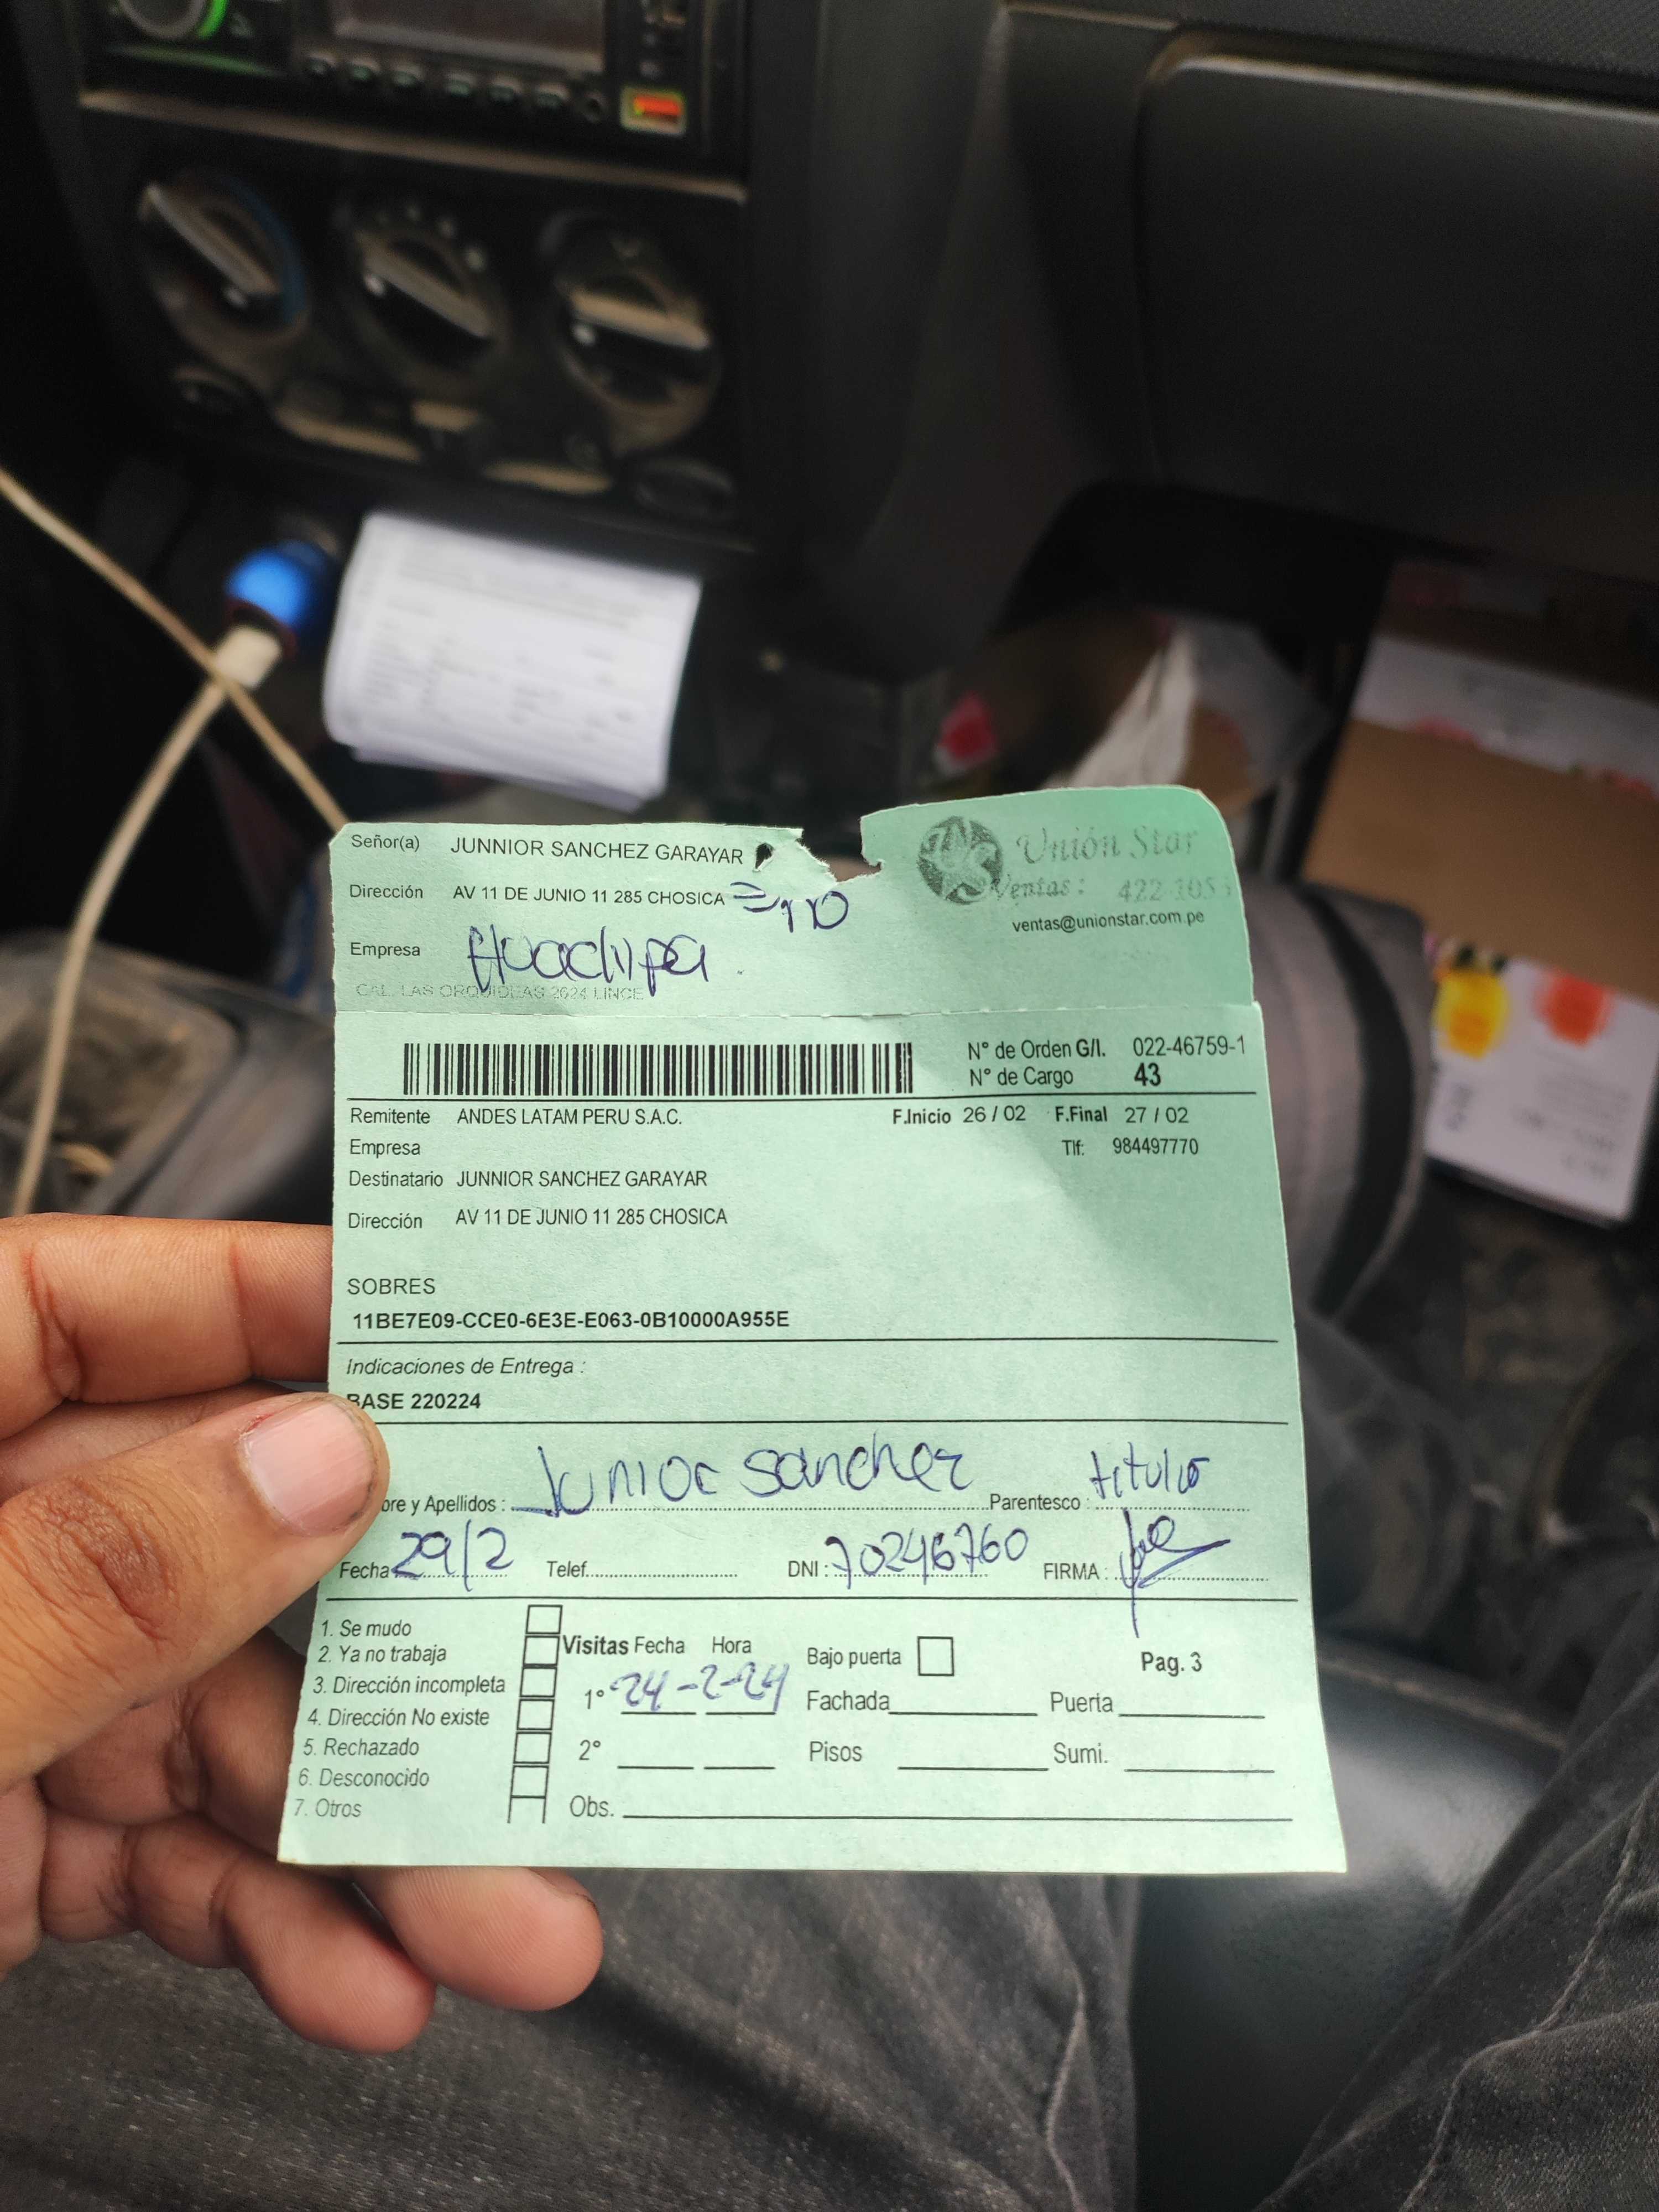 Señor(a) JUNNIOR SANCHEZ GARAYAR
Unión Star
Dirección AV 11 DE JUNIO 11 285 CHOSICA
Ventas: 422 105
ventas@unionstar.com.pe
Empresa Huachipa
CAL. LAS ORQUIDEAS 2624 LINCE
N° de Orden G/I. 022-46759-1
N° de Cargo 43
Remitente ANDES LATAM PERU S.A.C. F.Inicio 26 / 02 F.Final 27 / 02
Empresa Tlf: 984497770
Destinatario JUNNIOR SANCHEZ GARAYAR
Dirección AV 11 DE JUNIO 11 285 CHOSICA
SOBRES
11BE7E09-CCE0-6E3E-E063-0B10000A955E
Indicaciones de Entrega :
BASE 220224
bre y Apellidos : Junior Sanchez Parentesco : titular
Fecha 29/2 Telef. DNI : 70246760 FIRMA :
1. Se mudo
2. Ya no trabaja
3. Dirección incompleta
4. Dirección No existe
5. Rechazado
6. Desconocido
7. Otros
Visitas Fecha Hora Bajo puerta Pag. 3
1° 24-2-24 Fachada Puerta
2° Pisos Sumi.
Obs.